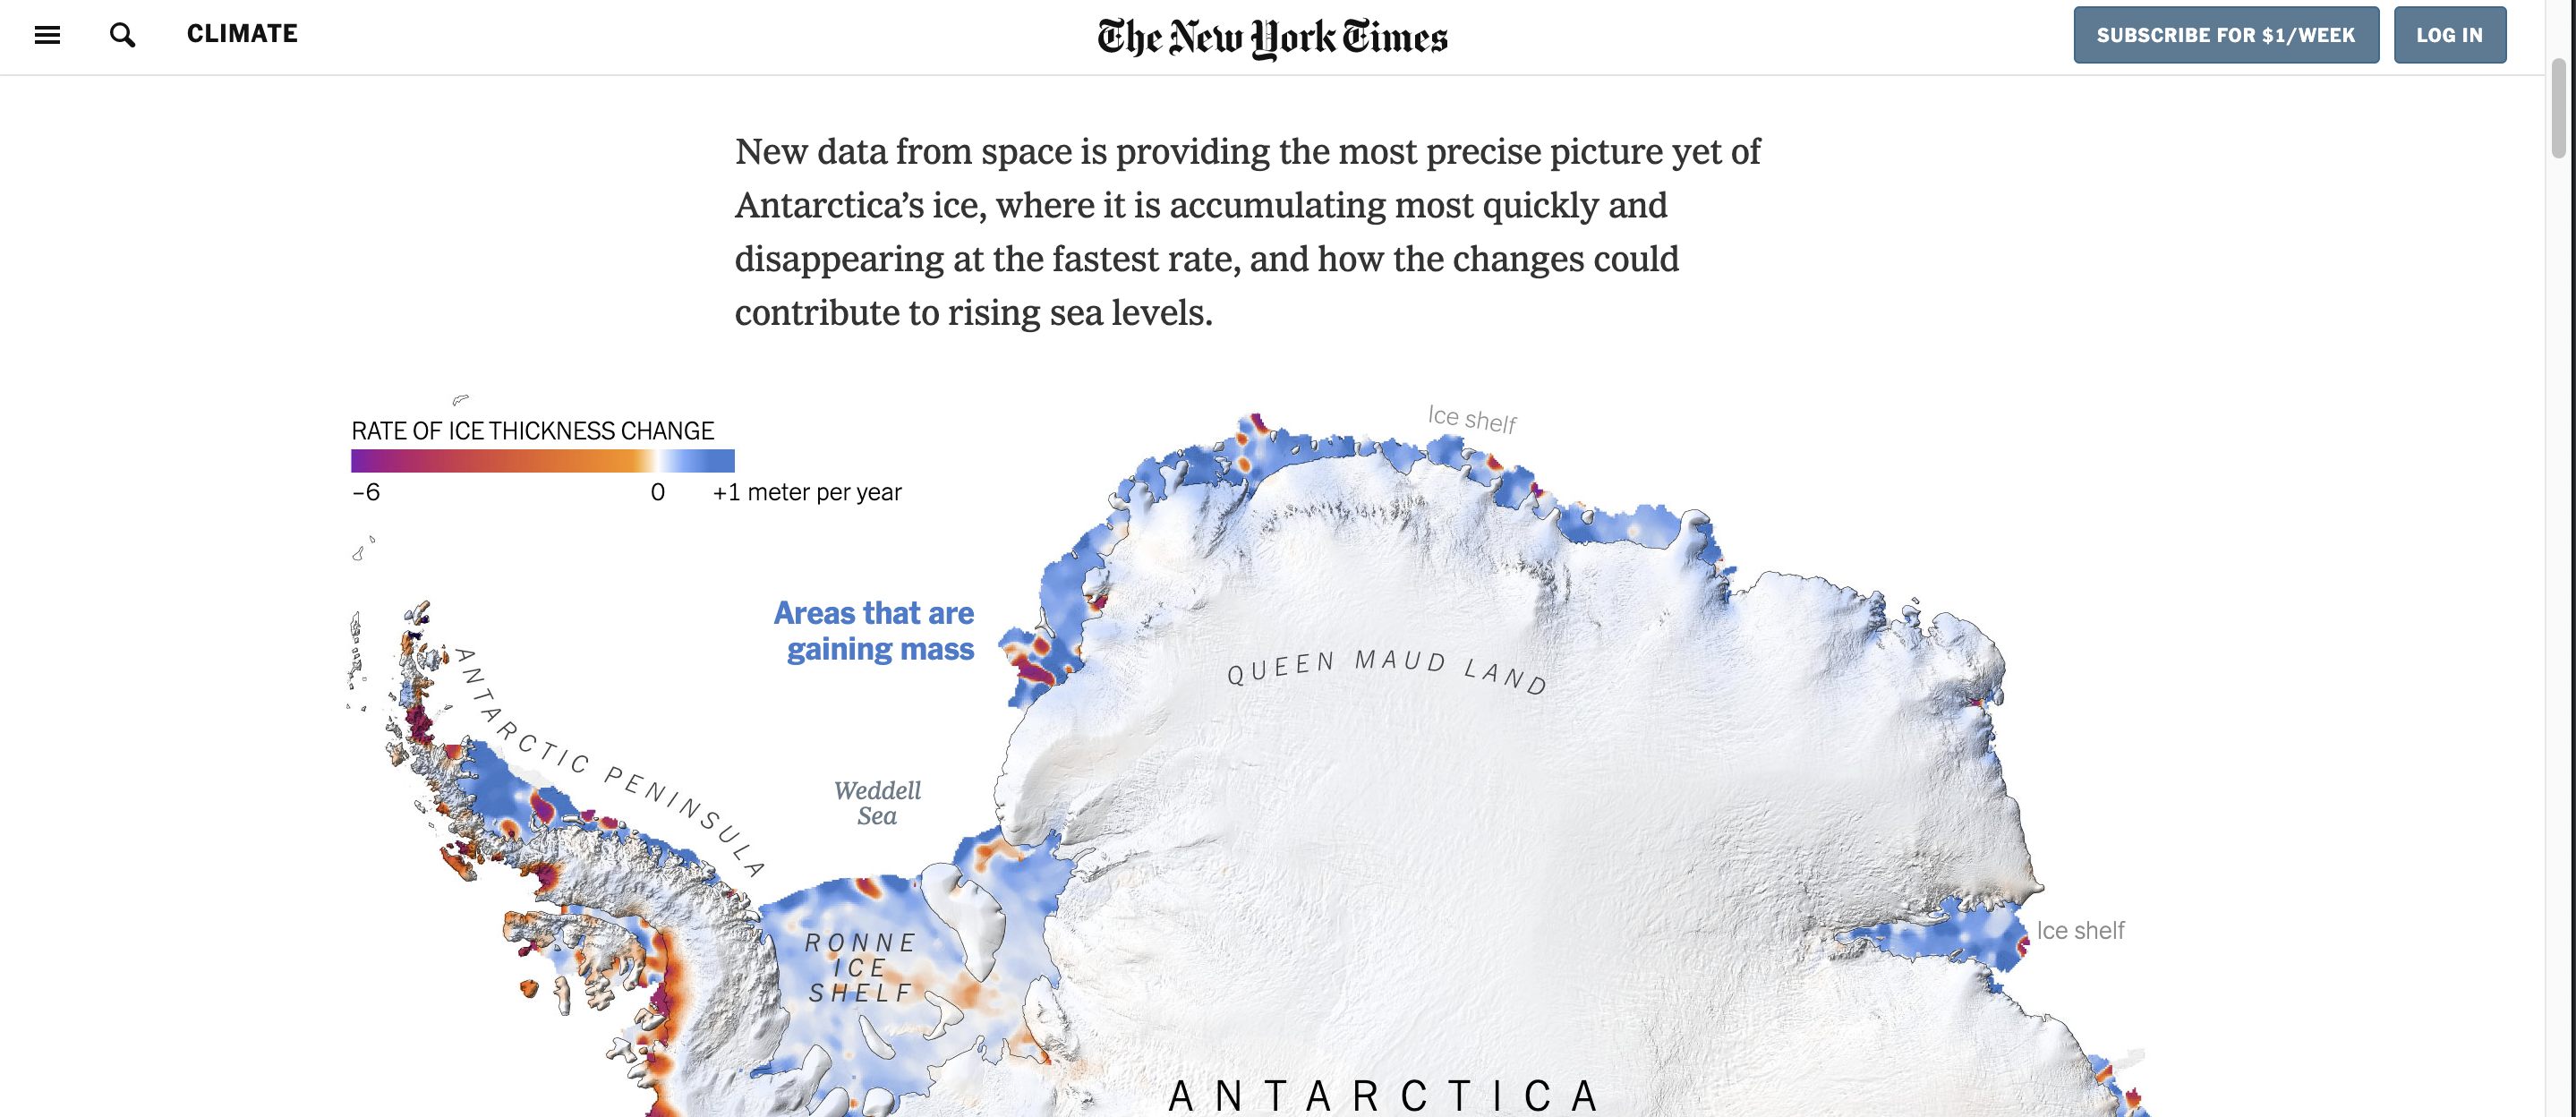 CLIMATE
The New York Times
SUBSCRIBE FOR $1/WEEK
LOG IN
New data from space is providing the most precise picture yet of
Antarctica’s ice, where it is accumulating most quickly and
disappearing at the fastest rate, and how the changes could
contribute to rising sea levels.
RATE OF ICE THICKNESS CHANGE
−6
0
+1 meter per year
Ice shelf
Areas that are
gaining mass
QUEEN MAUD LAND
ANTARCTIC PENINSULA
Weddell
Sea
RONNE
ICE
SHELF
Ice shelf
ANTARCTICA